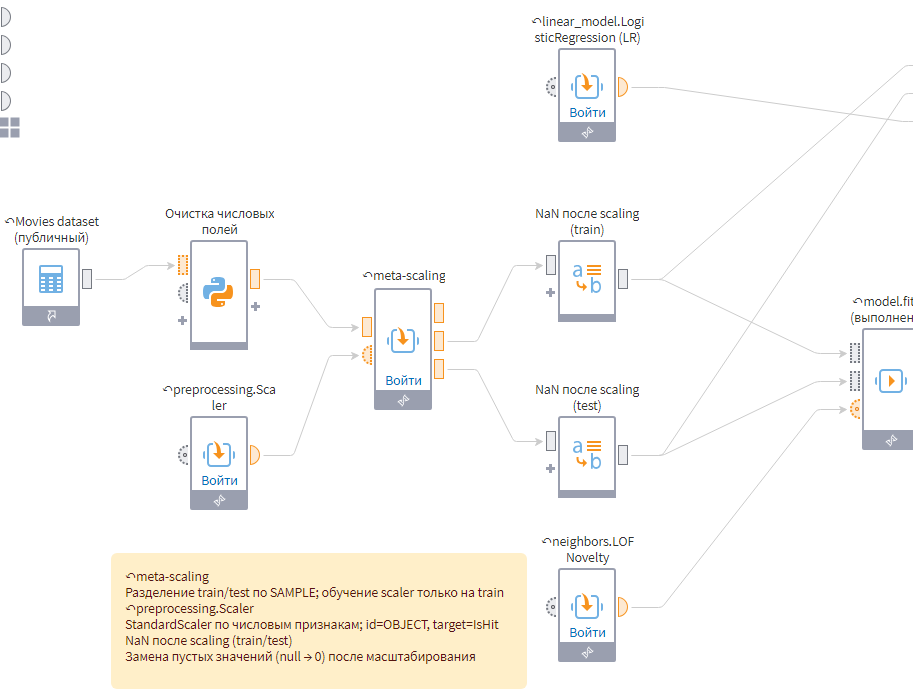 ↶linear_model.Logi
sticRegression (LR)
Войти
↶Movies dataset
(публичный)
Очистка числовых
полей
↶meta-scaling
Войти
NaN после scaling
(train)
a
b
↶model.fit
(выполнен
↶preprocessing.Sca
ler
Войти
NaN после scaling
(test)
a
b
↶neighbors.LOF
Novelty
Войти
↶meta-scaling
Разделение train/test по SAMPLE; обучение scaler только на train
↶preprocessing.Scaler
StandardScaler по числовым признакам; id=OBJECT, target=IsHit
NaN после scaling (train/test)
Замена пустых значений (null → 0) после масштабирования